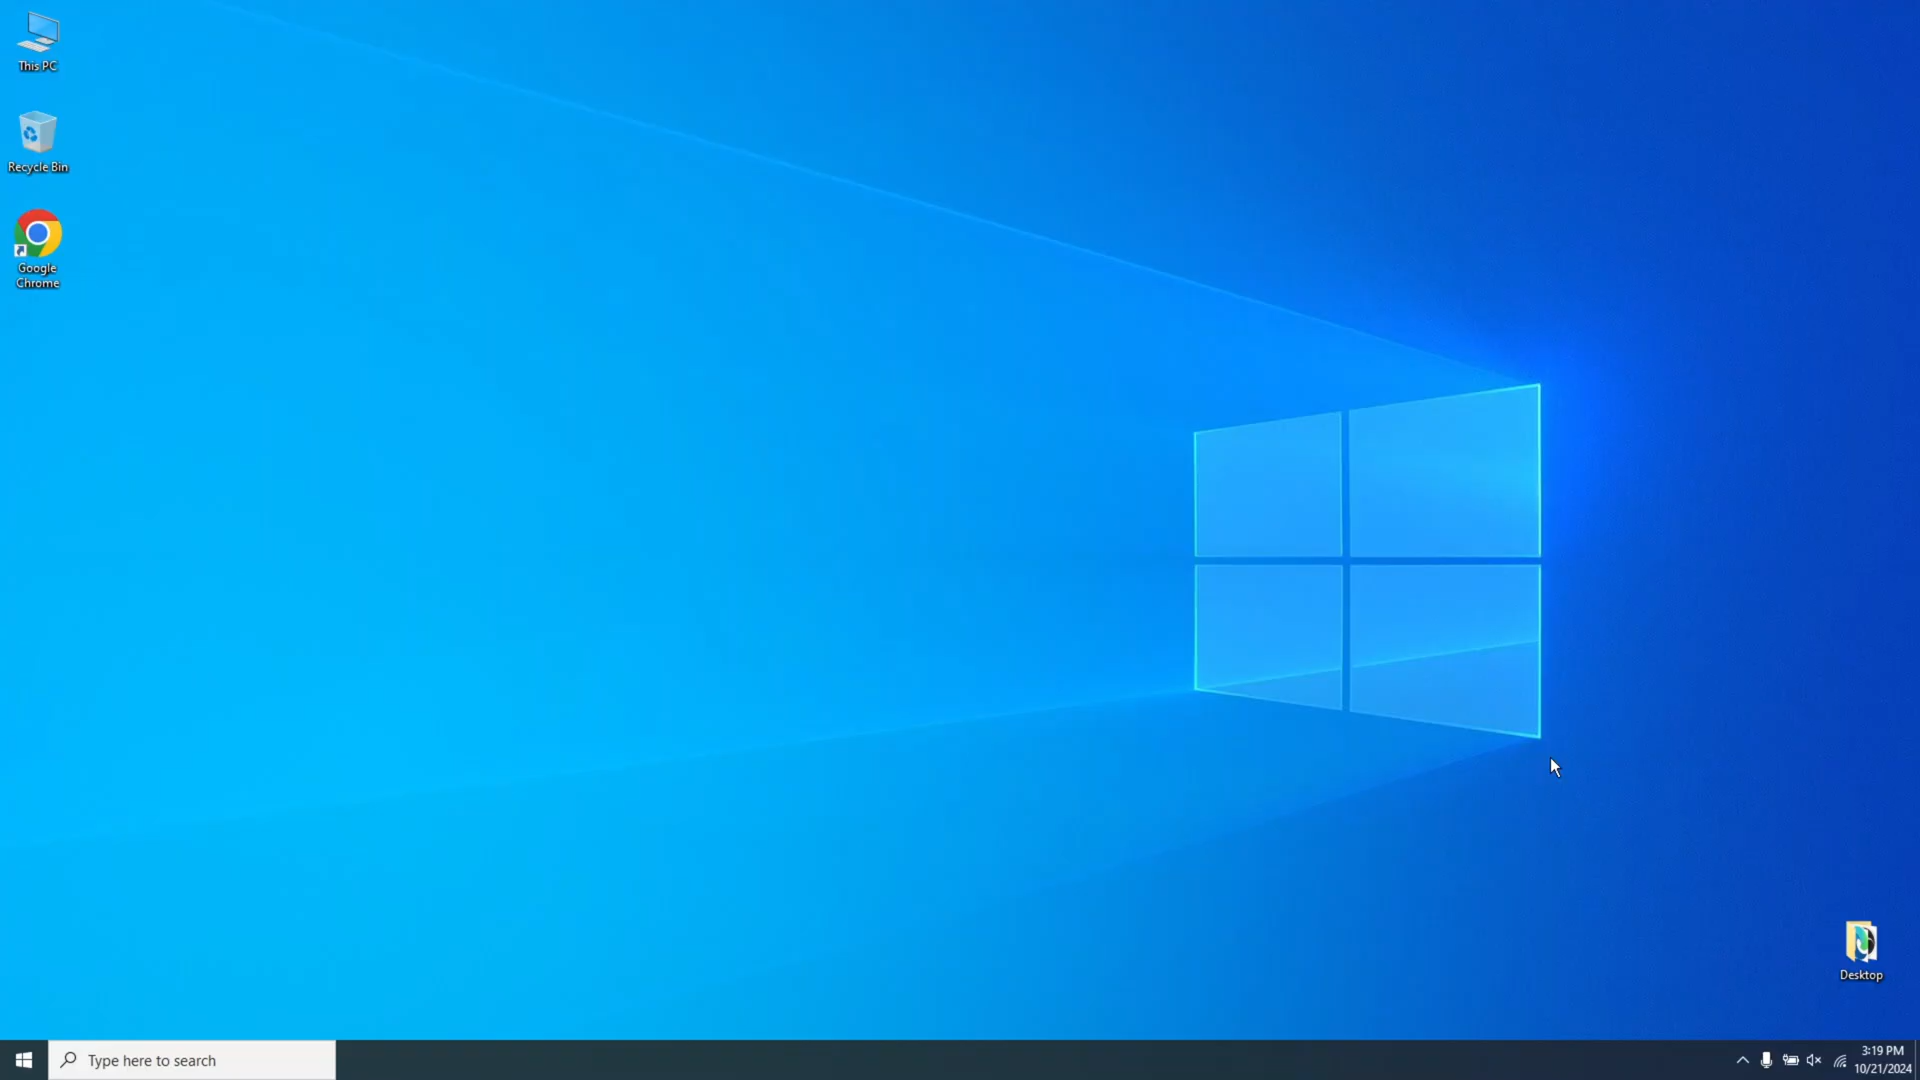 This PC
Recycle Bin
Google
Chrome
Desktop
Type here to search
3:19 PM
10/21/2024